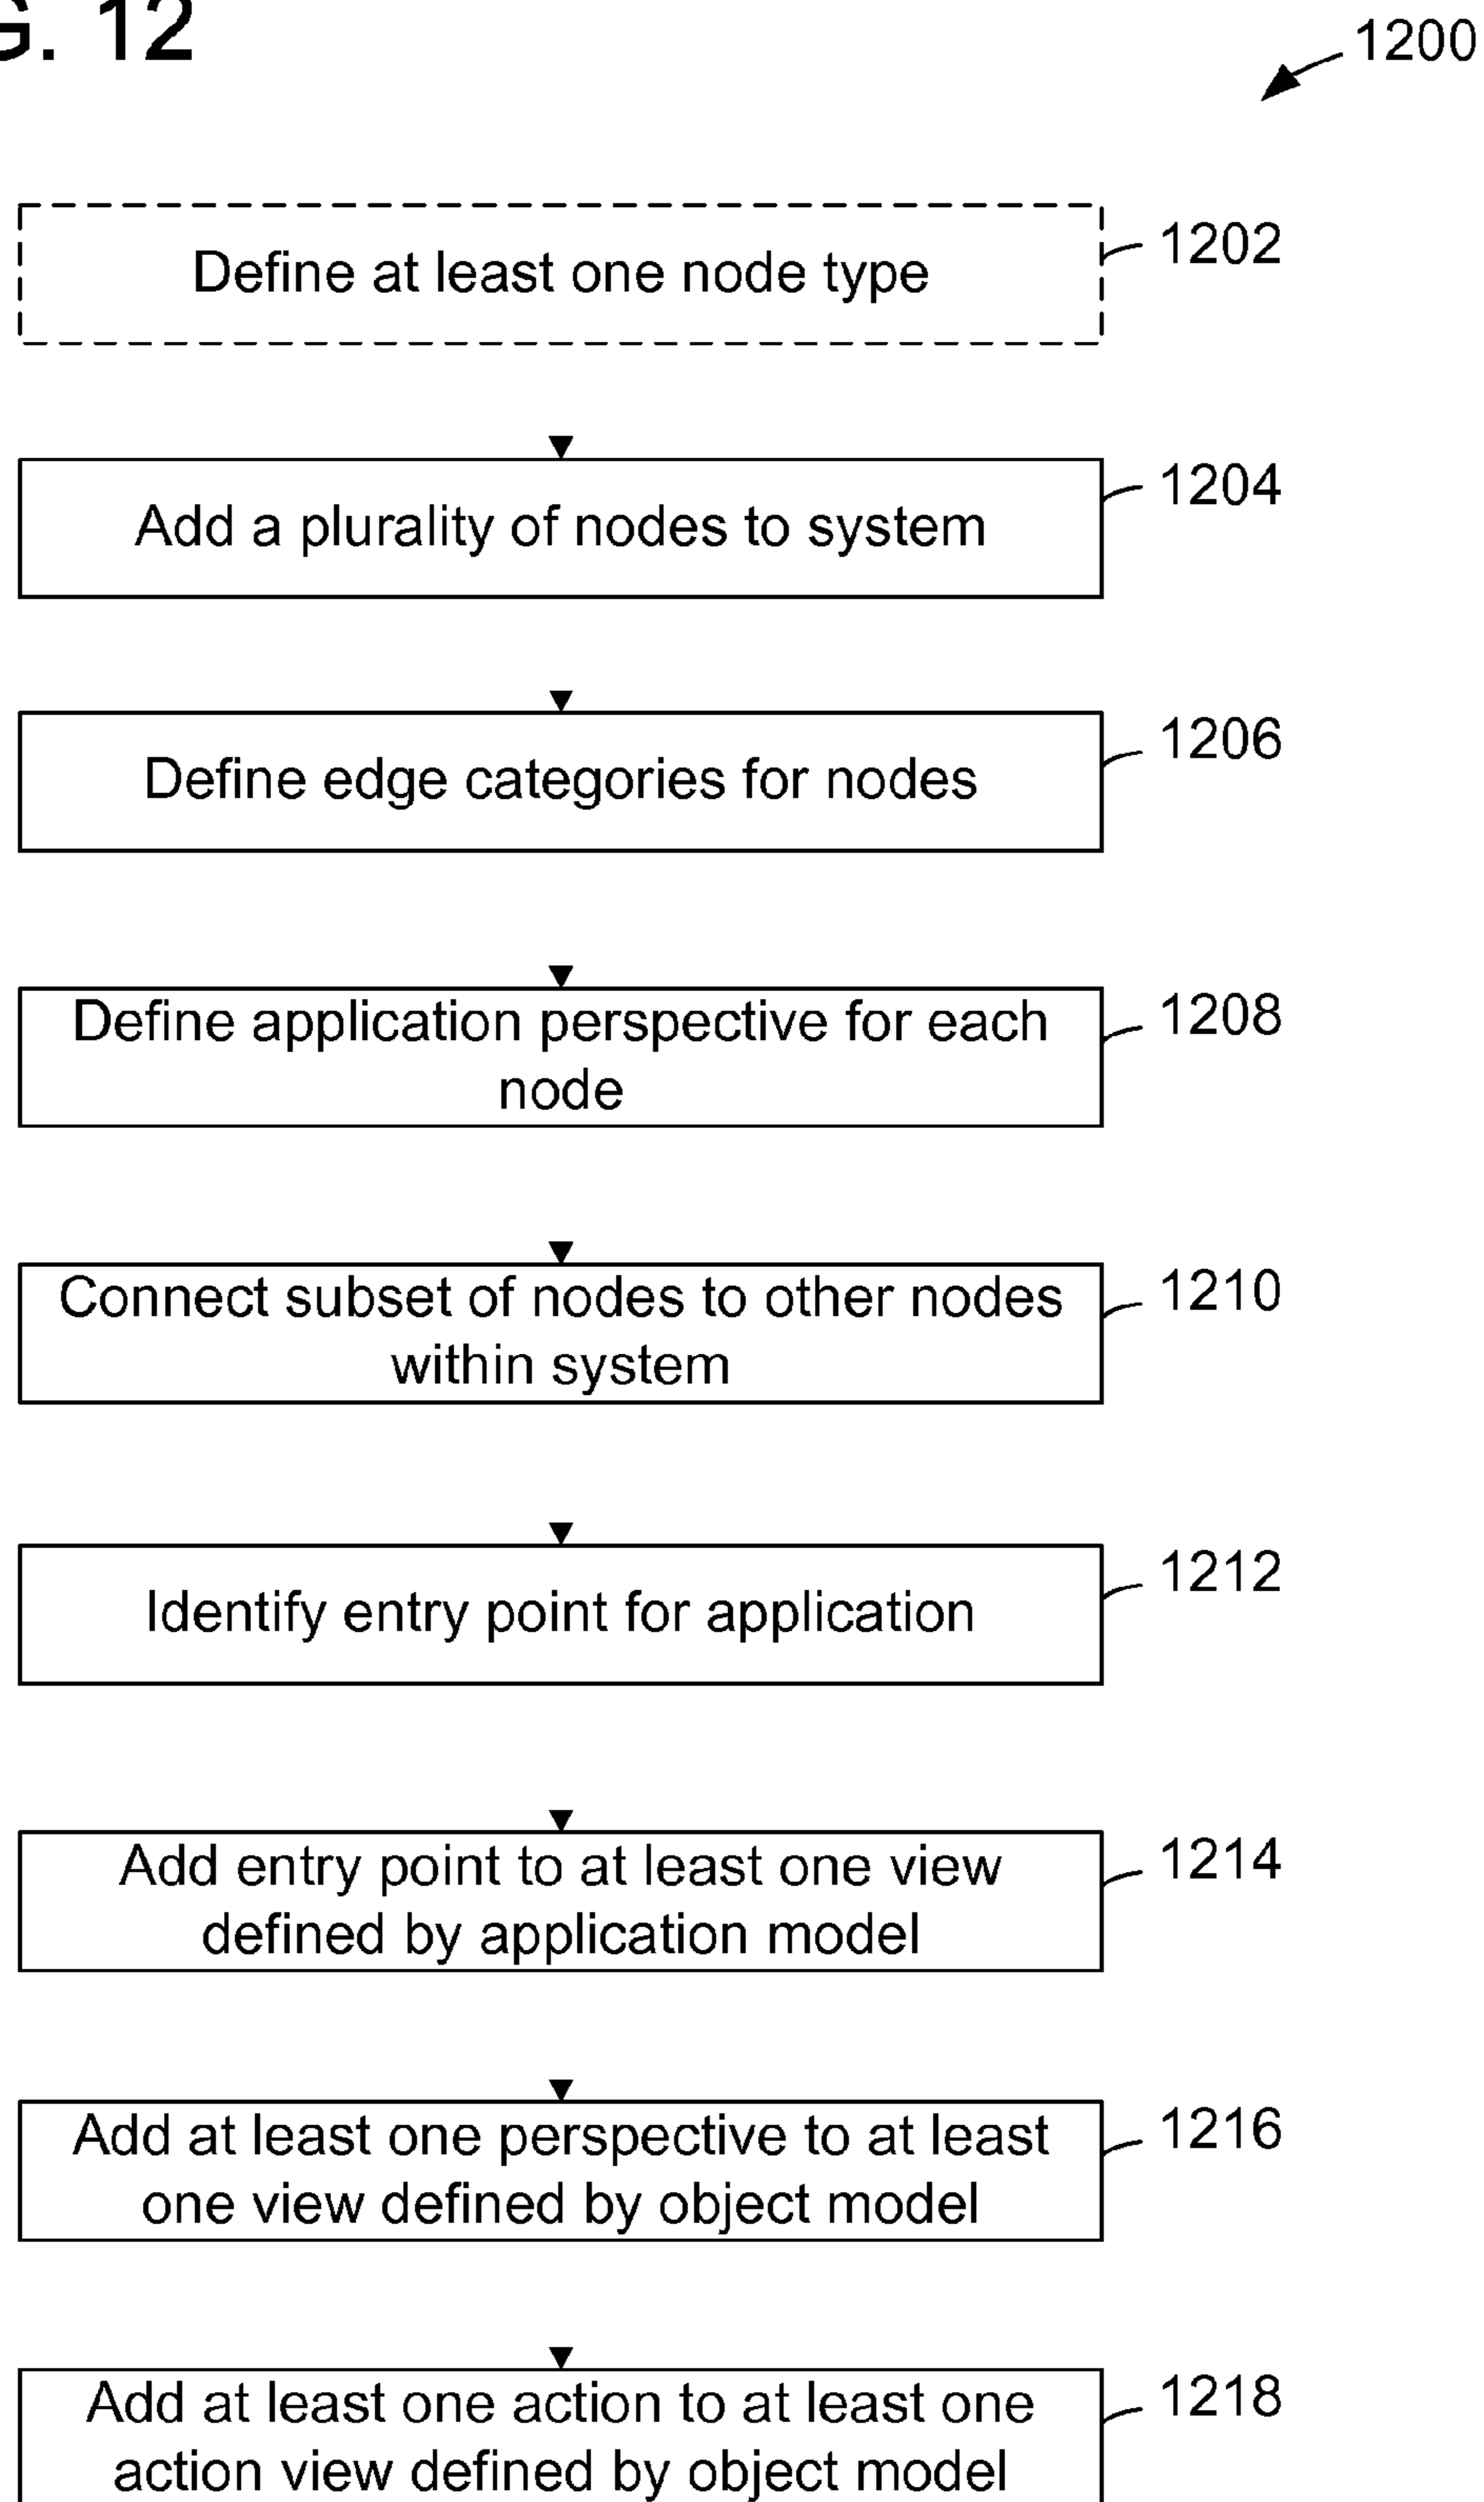 G. 12
1200
Define at least one node type
1202
Add a plurality of nodes to system
1204
Define edge categories for nodes
1206
Define application perspective for each
node
1208
Connect subset of nodes to other nodes
within system
1210
Identify entry point for application
1212
Add entry point to at least one view
defined by application model
1214
Add at least one perspective to at least
one view defined by object model
1216
Add at least one action to at least one
action view defined by object model
1218